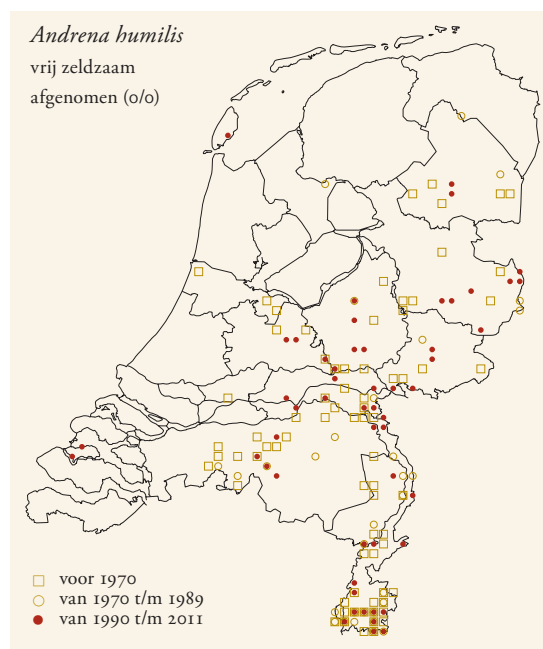 Andrena humilis
vrij zeldzaam
afgenomen (0/0)
voor 1970
van 1970 t/m 1989
van 1990 t/m 2011